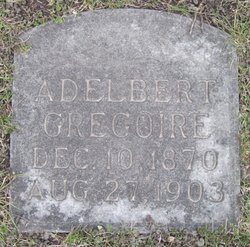 ADELBERT
GREGOIRE
DEC. 10, 1870
AUG. 27, 1903